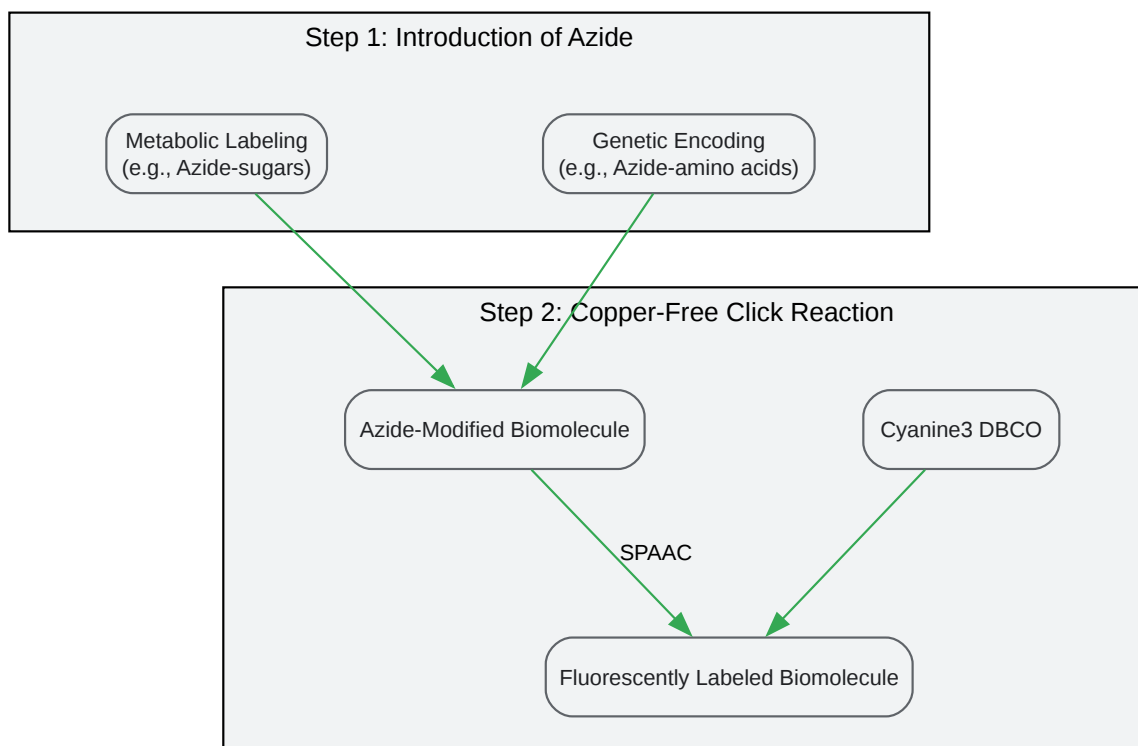 Step 1: Introduction of Azide
Metabolic Labeling
(e.g., Azide-sugars)
Genetic Encoding
(e.g., Azide-amino acids)
Step 2: Copper-Free Click Reaction
Azide-Modified Biomolecule
Cyanine3 DBCO
SPAAC
Fluorescently Labeled Biomolecule